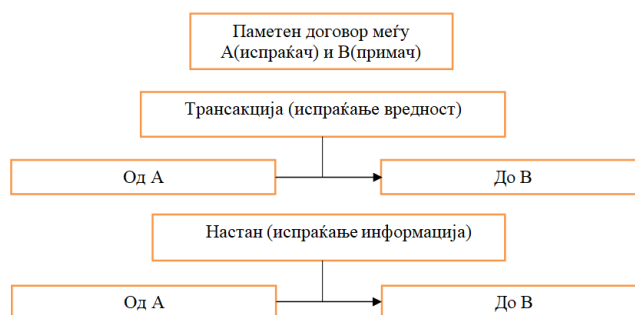 Паметен договор меѓу
А(испраќач) и В(примач)
Трансакција (испраќање вредност)
Од А
До В
Настан (испраќање информација)
Од А
До В